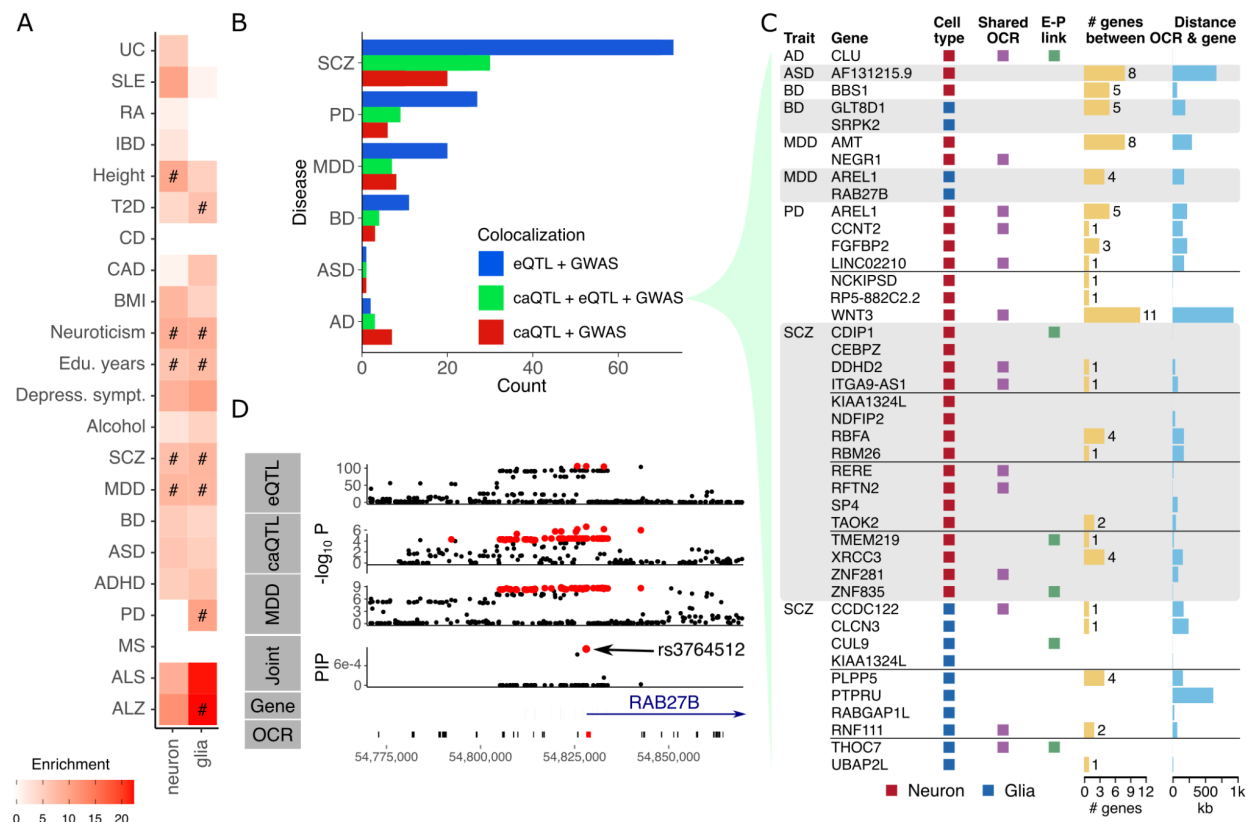 A
UC
SLE
RA
IBD
Height #
T2D #
CD
CAD
BMI
Neuroticism # #
Edu. years # #
Depress. sympt.
Alcohol
SCZ # #
MDD # #
BD
ASD
ADHD
PD #
MS
ALS
ALZ #
neuron glia
Enrichment
0 5 10 15 20
B
Disease
SCZ
PD
MDD
BD
ASD
AD
Colocalization
eQTL + GWAS
caQTL + eQTL + GWAS
caQTL + GWAS
0 20 40 60
Count
C
Trait Gene Cell type Shared OCR E-P link # genes between OCR & gene Distance
AD CLU
ASD AF131215.9 8
BD BBS1 5
BD GLT8D1 5
SRPK2
MDD AMT 8
NEGR1
MDD AREL1 4
RAB27B
PD AREL1 5
CCNT2 1
FGFBP2 3
LINC02210 1
NCKIPSD 1
RP5-882C2.2 1
WNT3 11
SCZ CDIP1
CEBPZ
DDHD2 1
ITGA9-AS1 1
KIAA1324L
NDFIP2
RBFA 4
RBM26 1
RERE
RFTN2
SP4
TAOK2 2
TMEM219 1
XRCC3 4
ZNF281
ZNF835
SCZ CCDC122 1
CLCN3 1
CUL9
KIAA1324L
PLPP5 4
PTPRU
RABGAP1L
RNF111 2
THOC7
UBAP2L 1
Neuron Glia
0 3 6 9 12
# genes
0 500 1k
kb
D
eQTL
100
50
0
caQTL
6
4
2
0
-log10 P
MDD
9
6
3
0
Joint
PIP
6e-4
0
rs3764512
Gene
RAB27B
OCR
54,775,000 54,800,000 54,825,000 54,850,000